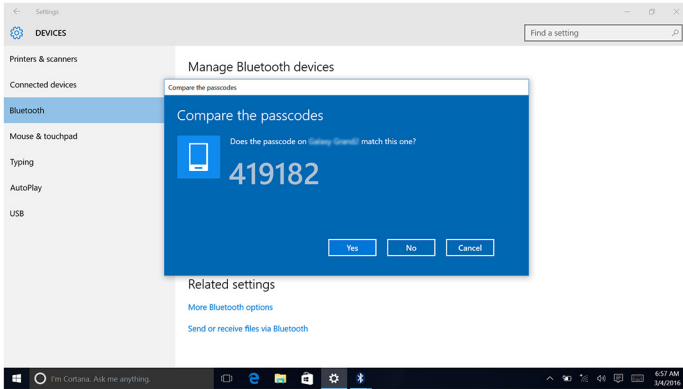 Settings
DEVICES
Find a setting
Printers & scanners
Connected devices
Bluetooth
Mouse & touchpad
Typing
AutoPlay
USB
Manage Bluetooth devices
Compare the passcodes
Compare the passcodes
Does the passcode on Galaxy Grand2 match this one?
419182
Yes
No
Cancel
Related settings
More Bluetooth options
Send or receive files via Bluetooth
I'm Cortana. Ask me anything.
6:57 AM
3/4/2016